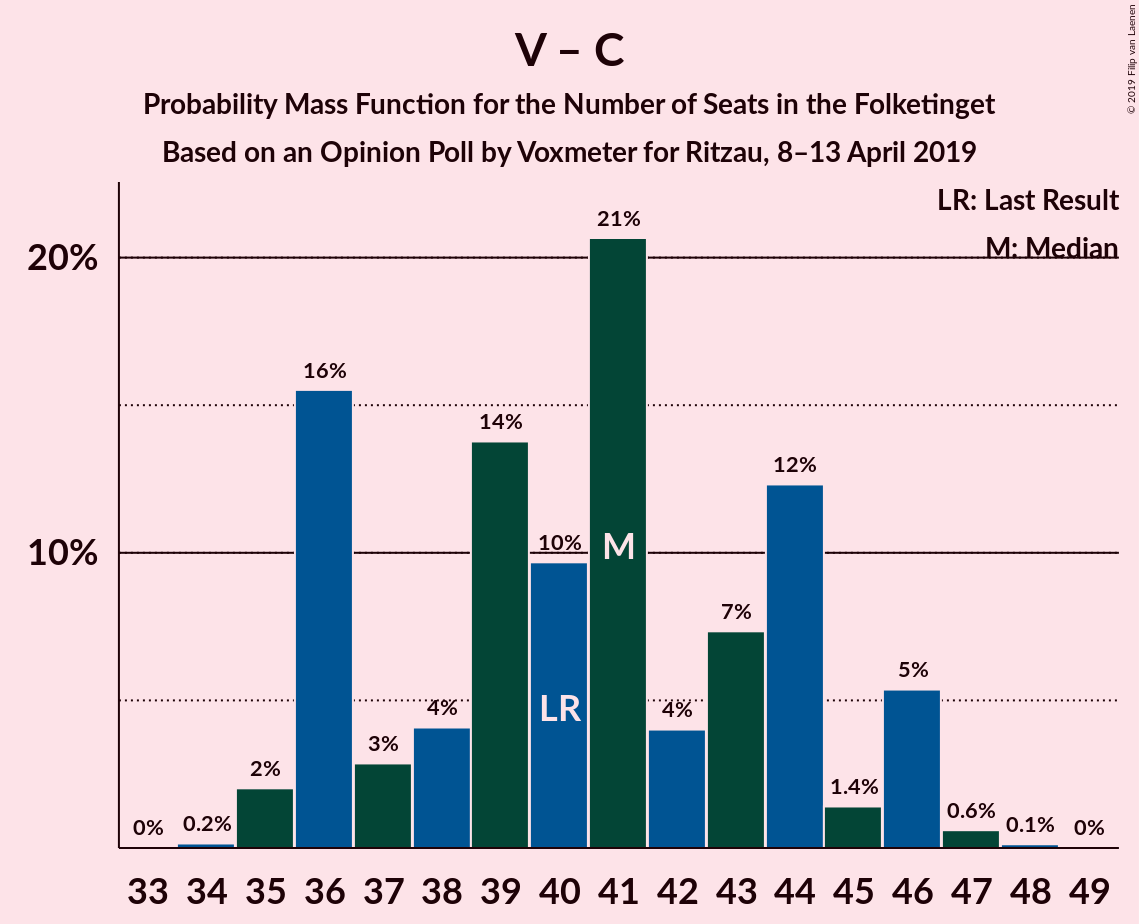 V – C
Probability Mass Function for the Number of Seats in the Folketinget
Based on an Opinion Poll by Voxmeter for Ritzau, 8–13 April 2019
© 2019 Filip van Laenen
LR: Last Result
M: Median
20%
10%
0%
0.2%
2%
16%
3%
4%
14%
10%
21%
4%
7%
12%
1.4%
5%
0.6%
0.1%
0%
M
LR
33 34 35 36 37 38 39 40 41 42 43 44 45 46 47 48 49